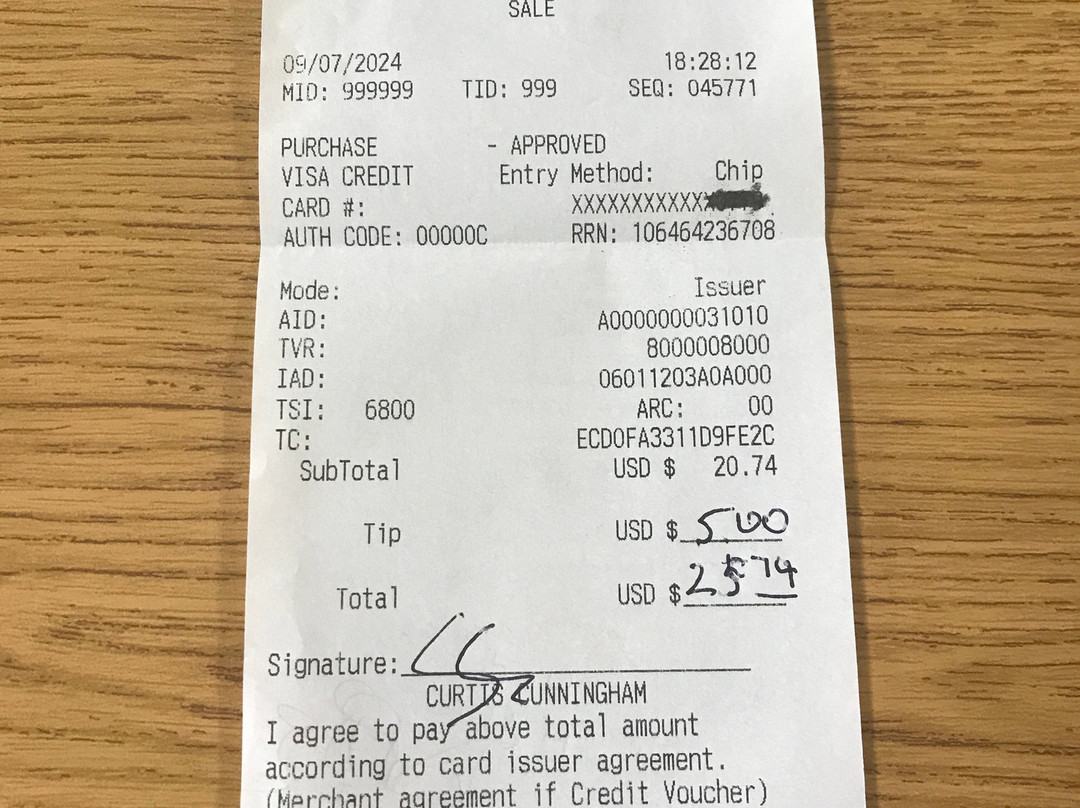 SALE
09/07/2024 18:28:12
MID: 999999 TID: 999 SEQ: 045771
PURCHASE - APPROVED
VISA CREDIT Entry Method: Chip
CARD #: XXXXXXXXXXX
AUTH CODE: 00000C RRN: 106464236708
Mode: Issuer
AID: A0000000031010
TVR: 8000008000
IAD: 06011203A0A000
TSI: 6800 ARC: 00
TC: ECD0FA3311D9FE2C
SubTotal USD $ 20.74
Tip USD $ 5.00
Total USD $ 25 74
Signature:
CURTIS CUNNINGHAM
I agree to pay above total amount
according to card issuer agreement.
(Merchant agreement if Credit Voucher)